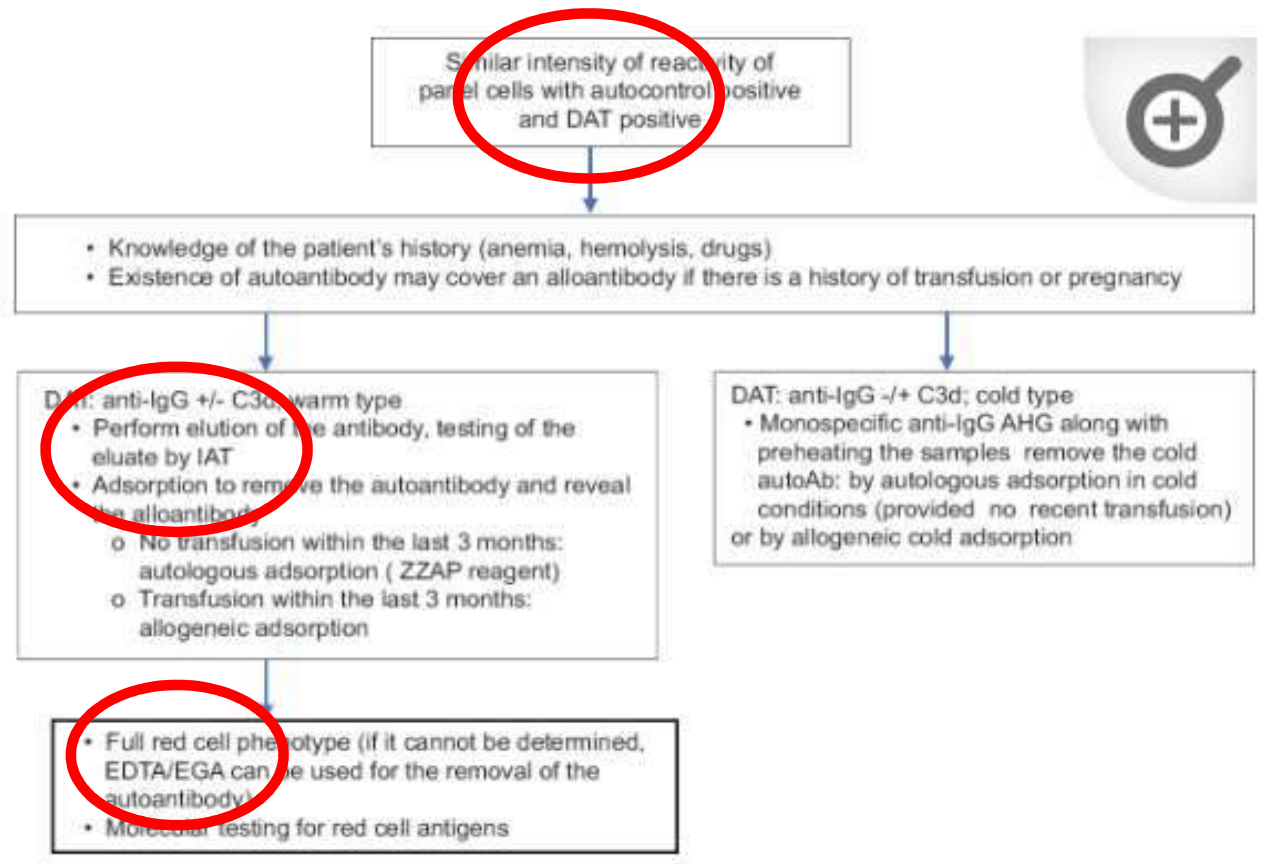 Similar intensity of reactivity of
panel cells with autocontrol positive
and DAT positive
• Knowledge of the patient's history (anemia, hemolysis, drugs)
• Existence of autoantibody may cover an alloantibody if there is a history of transfusion or pregnancy
DAT: anti-IgG +/- C3d; warm type
• Perform elution of the antibody, testing of the
eluate by IAT
• Adsorption to remove the autoantibody and reveal
the alloantibody
o No transfusion within the last 3 months:
autologous adsorption ( ZZAP reagent)
o Transfusion within the last 3 months:
allogeneic adsorption
DAT: anti-IgG -/+ C3d; cold type
• Monospecific anti-IgG AHG along with
preheating the samples remove the cold
autoAb: by autologous adsorption in cold
conditions (provided no recent transfusion)
or by allogeneic cold adsorption
• Full red cell phenotype (if it cannot be determined,
EDTA/EGA can be used for the removal of the
autoantibody)
• Molecular testing for red cell antigens